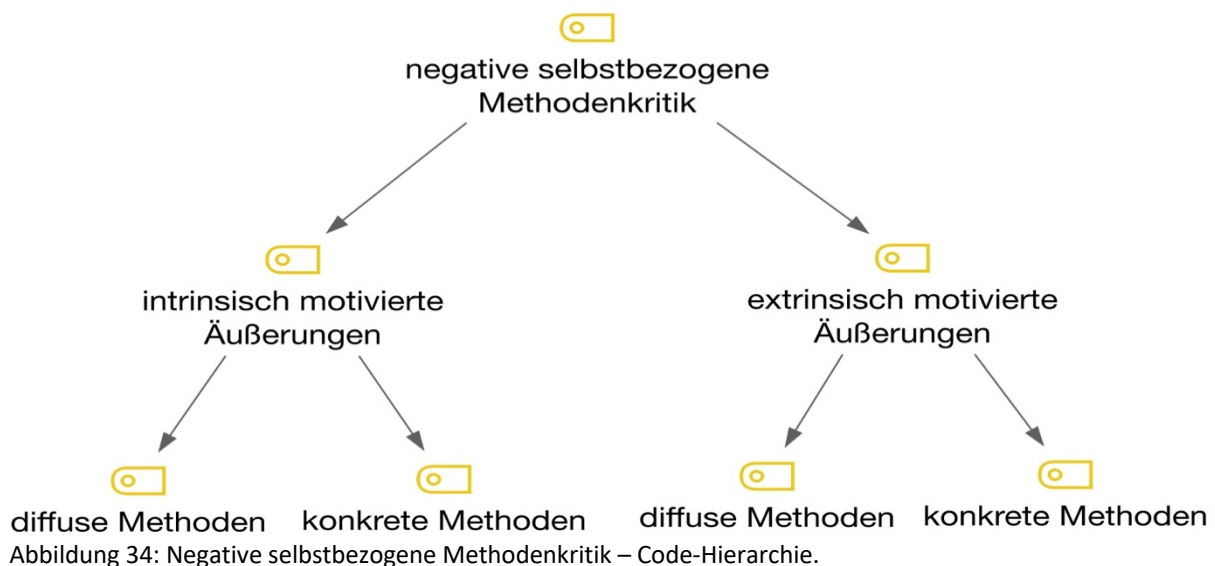 negative selbstbezogene
Methodenkritik
intrinsisch motivierte
Äußerungen
extrinsisch motivierte
Äußerungen
diffuse Methoden
konkrete Methoden
diffuse Methoden
konkrete Methoden
Abbildung 34: Negative selbstbezogene Methodenkritik – Code-Hierarchie.